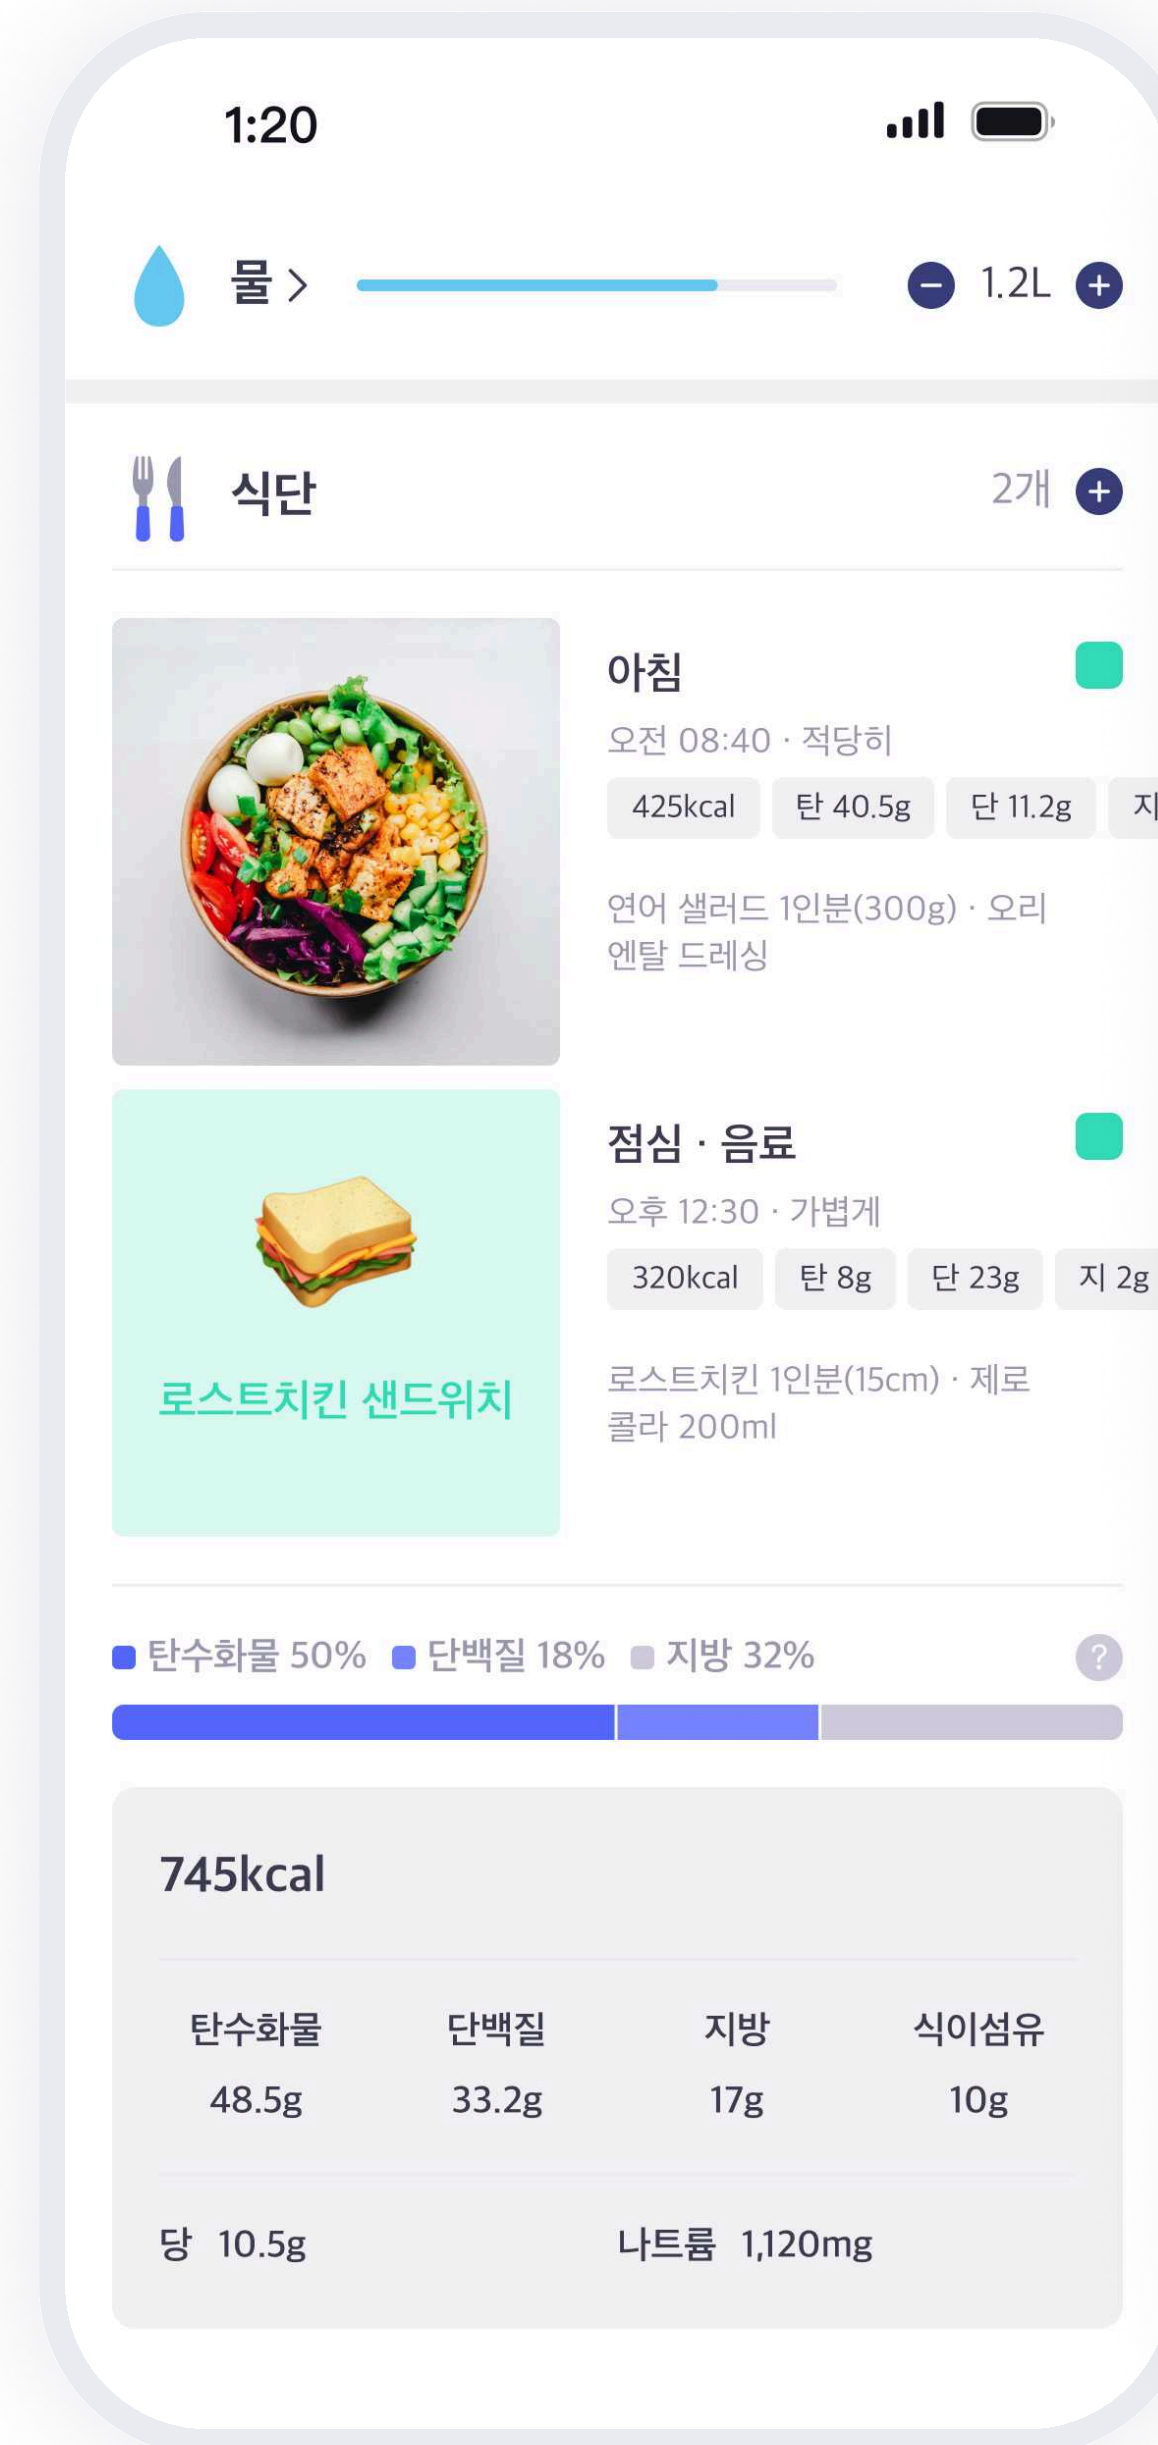 1:20
물 >
1.2L
식단
2개
아침
오전 08:40 · 적당히
425kcal 탄 40.5g 단 11.2g 지
연어 샐러드 1인분(300g) · 오리
엔탈 드레싱
점심 · 음료
오후 12:30 · 가볍게
320kcal 탄 8g 단 23g 지 2g
로스트치킨 샌드위치
로스트치킨 1인분(15cm) · 제로
콜라 200ml
탄수화물 50% 단백질 18% 지방 32% ?
745kcal
탄수화물 단백질 지방 식이섬유
48.5g 33.2g 17g 10g
당 10.5g 나트륨 1,120mg